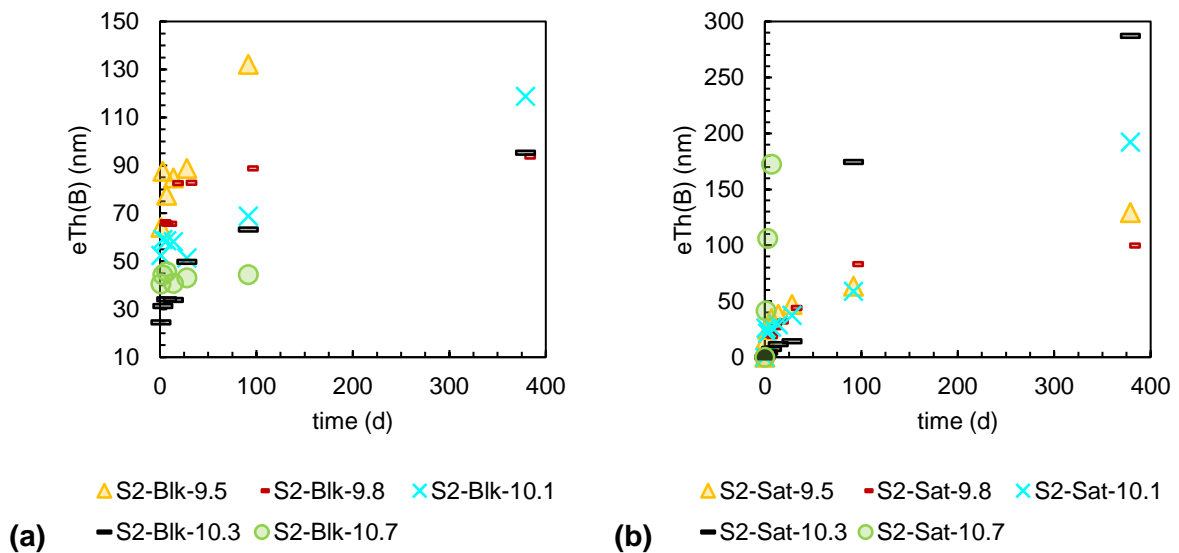 150
130
110
90
70
50
30
10
eTh(B) (nm)
0 100 200 300 400
time (d)
S2-Blk-9.5 S2-Blk-9.8 S2-Blk-10.1
S2-Blk-10.3 S2-Blk-10.7
(a)
300
250
200
150
100
50
0
eTh(B) (nm)
0 100 200 300 400
time (d)
S2-Sat-9.5 S2-Sat-9.8 S2-Sat-10.1
S2-Sat-10.3 S2-Sat-10.7
(b)